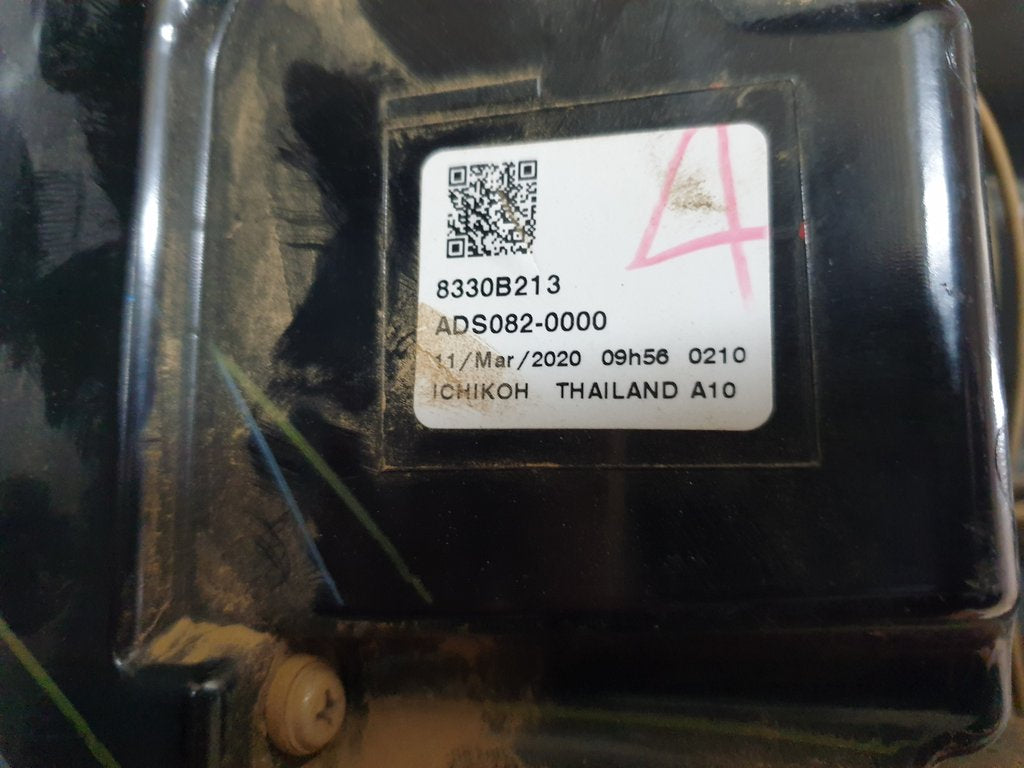 4
8330B213
ADS082-0000
11/Mar/2020 09h56 0210
ICHIKOH THAILAND A10